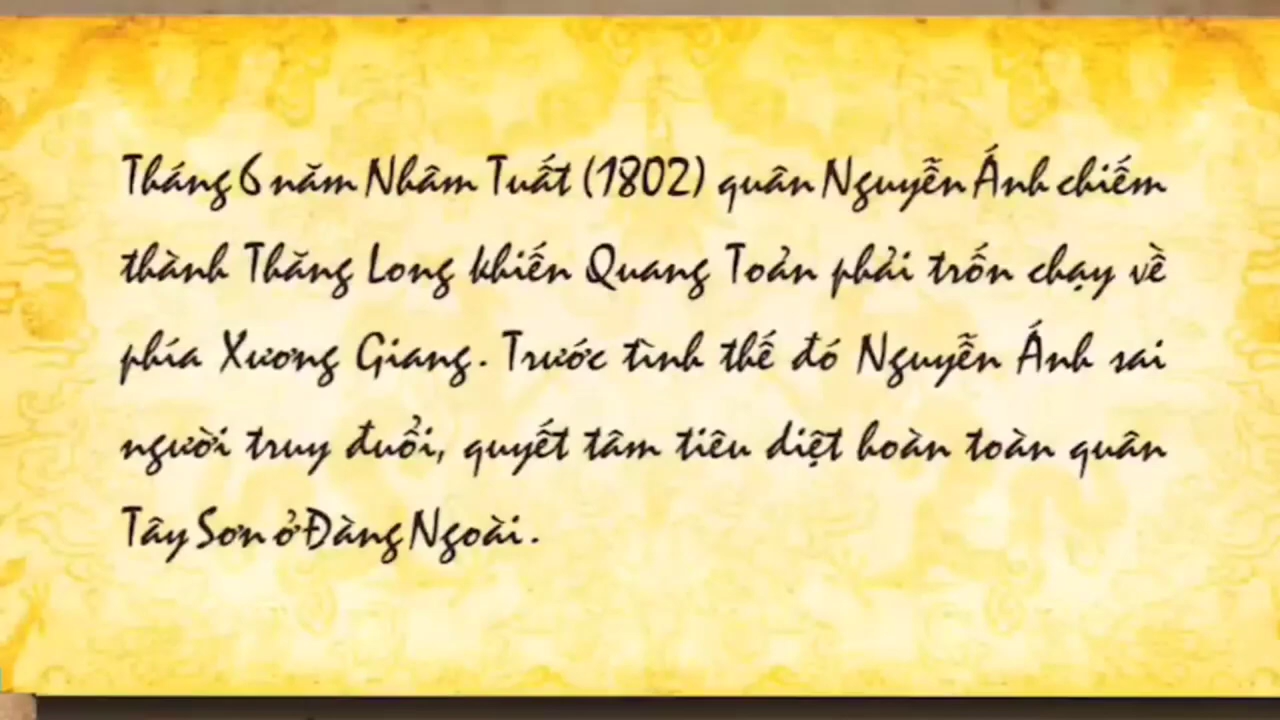 Tháng 6 năm Nhâm Tuất (1802) quân Nguyễn Ánh chiếm
thành Thăng Long khiến Quang Toản phải trốn chạy về
phía Xương Giang. Trước tình thế đó Nguyễn Ánh sai
người truy đuổi, quyết tâm tiêu diệt hoàn toàn quân
Tây Sơn ở Đàng Ngoài.